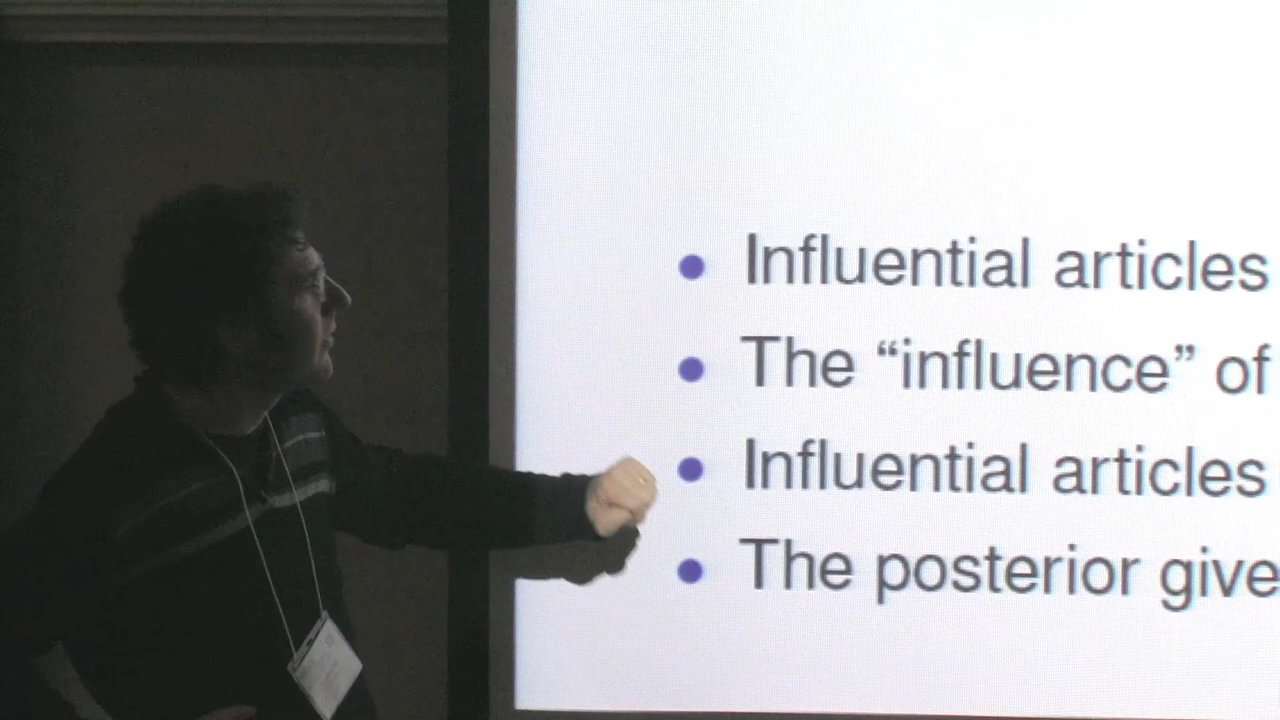 Influential articles
The “influence” of
Influential articles
The posterior give